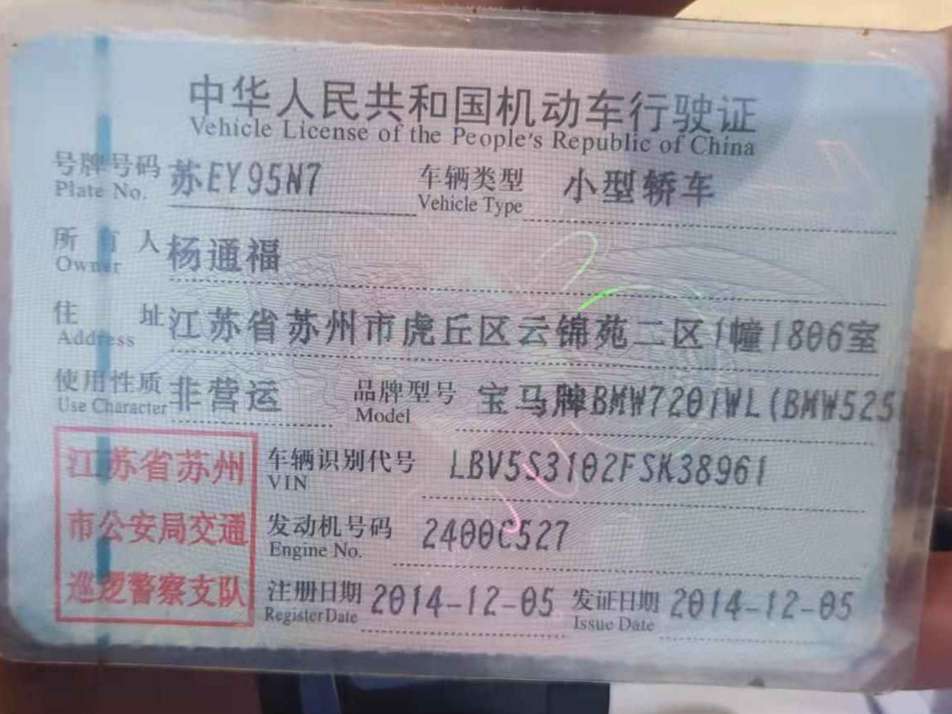 中华人民共和国机动车行驶证
Vehicle License of the People's Republic of China
号牌号码 苏EY95N7 车辆类型 小型轿车
Plate No. Vehicle Type
所有人 杨通福
Owner
住址 江苏省苏州市虎丘区云锦苑二区1幢1806室
Address
使用性质 非营运 品牌型号 宝马牌BMW7201WL(BMW525
Use Character Model
江苏省苏州 车辆识别代号 LBV5S3102FSK38961
VIN
市公安局交通 发动机号码 2400C527
Engine No.
巡逻警察支队 注册日期 2014-12-05 发证日期 2014-12-05
Register Date Issue Date